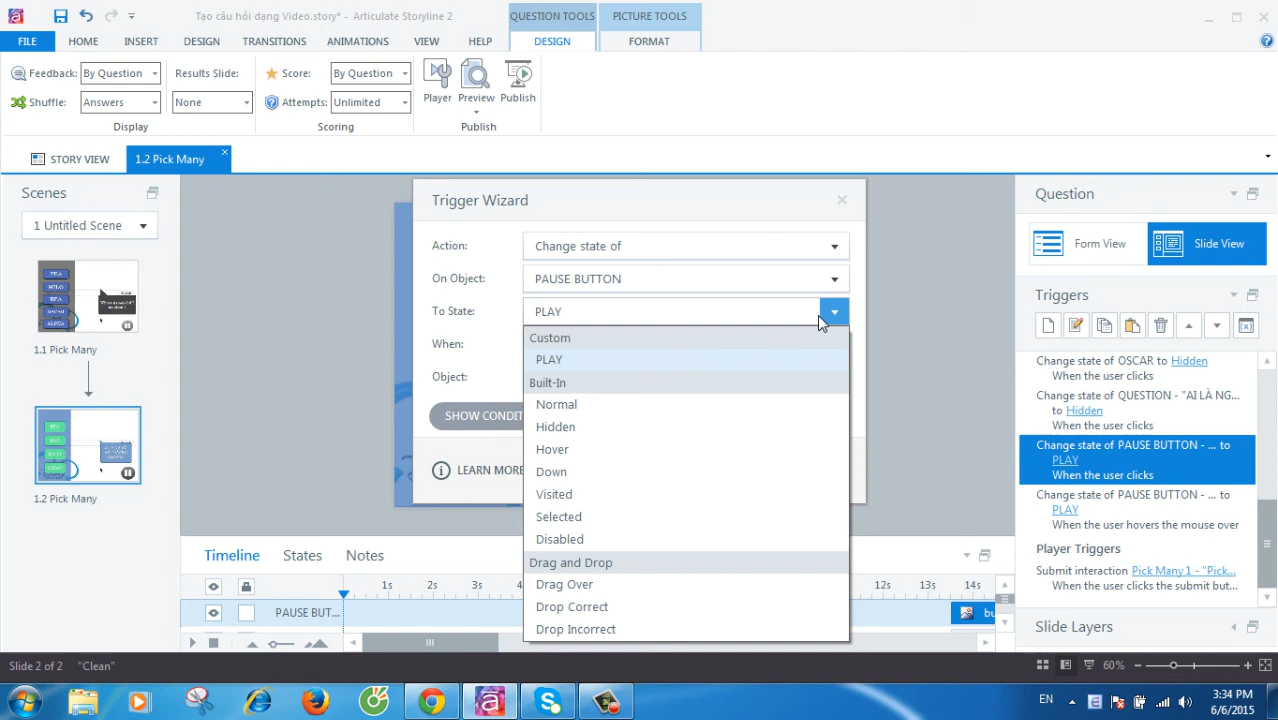 Tạo câu hỏi dạng Video.story* - Articulate Storyline 2
QUESTION TOOLS
PICTURE TOOLS
FILE
HOME
INSERT
DESIGN
TRANSITIONS
ANIMATIONS
VIEW
HELP
DESIGN
FORMAT
Feedback: By Question
Results Slide:
Score: By Question
Shuffle: Answers
None
Attempts: Unlimited
Player
Preview
Publish
Display
Scoring
Publish
STORY VIEW
1.2 Pick Many
Scenes
1 Untitled Scene
1.1 Pick Many
1.2 Pick Many
Trigger Wizard
Action: Change state of
On Object: PAUSE BUTTON
To State: PLAY
When:
Object:
SHOW CONDIT
LEARN MORE
Custom
PLAY
Built-In
Normal
Hidden
Hover
Down
Visited
Selected
Disabled
Drag and Drop
Drag Over
Drop Correct
Drop Incorrect
Question
Form View
Slide View
Triggers
Change state of OSCAR to Hidden
When the user clicks
Change state of QUESTION - "AI LÀ NG...
to Hidden
When the user clicks
Change state of PAUSE BUTTON - ... to
PLAY
When the user clicks
Change state of PAUSE BUTTON - ... to
PLAY
When the user hovers the mouse over
Player Triggers
Submit interaction Pick Many 1 - "Pick...
When the user clicks the submit but...
Slide Layers
Timeline
States
Notes
1s 2s 3s 12s 13s 14s
PAUSE BUT...
bu
Slide 2 of 2
"Clean"
60%
EN
3:34 PM
6/6/2015